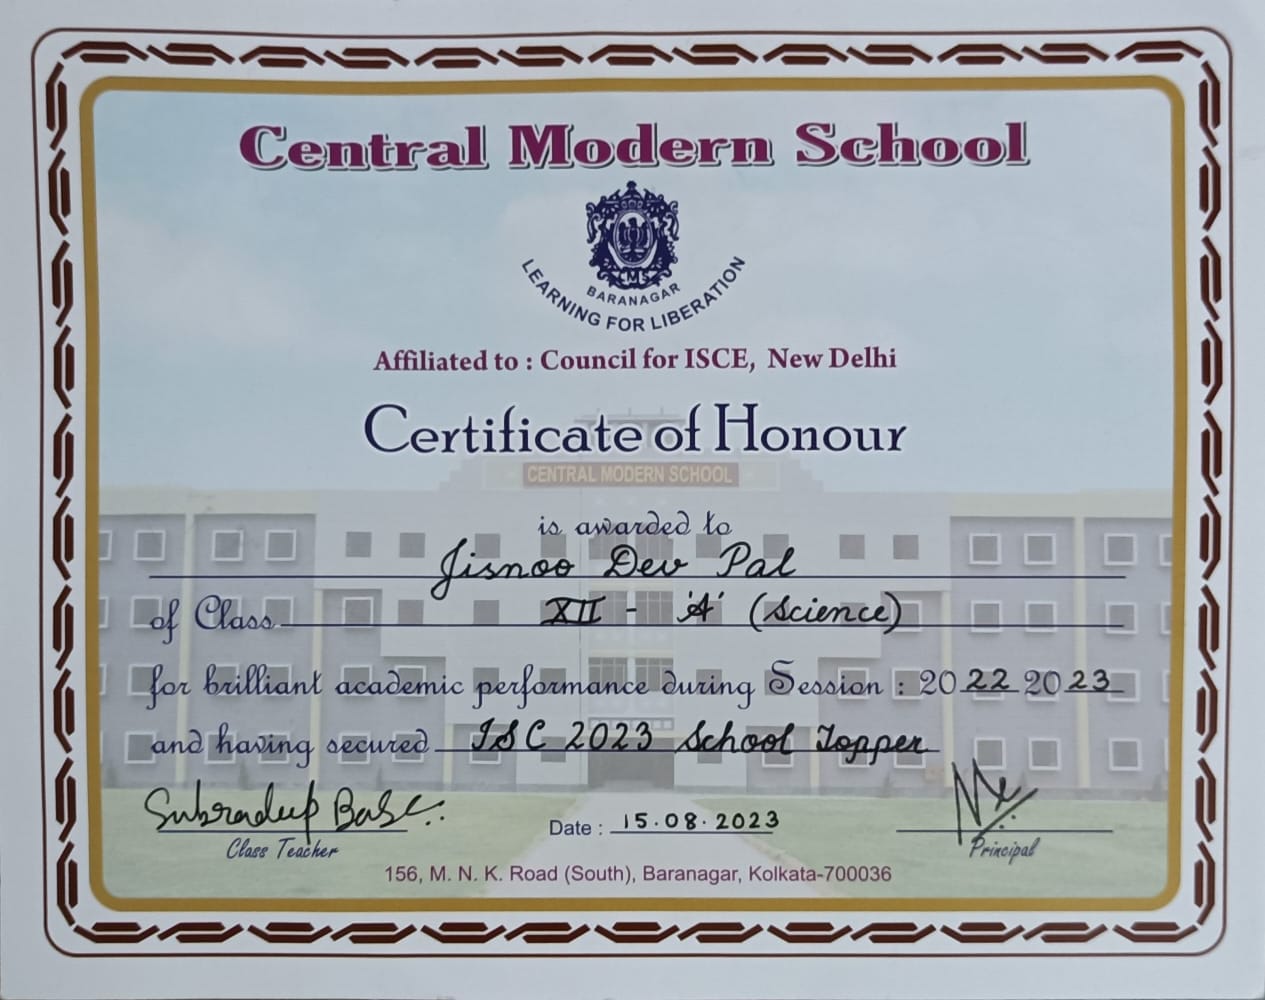 Central Modern School
CMS
BARANAGAR
LEARNING FOR LIBERATION
Affiliated to : Council for ISCE, New Delhi
Certificate of Honour
CENTRAL MODERN SCHOOL
is awarded to
Jisnoo Dev Pal
of Class XII - 'A' (Science)
for brilliant academic performance during Session : 2022 2023
and having secured ISC 2023 School Topper
Subradeep
Class Teacher
Date : 15.08.2023
Principal
156, M. N. K. Road (South), Baranagar, Kolkata-700036